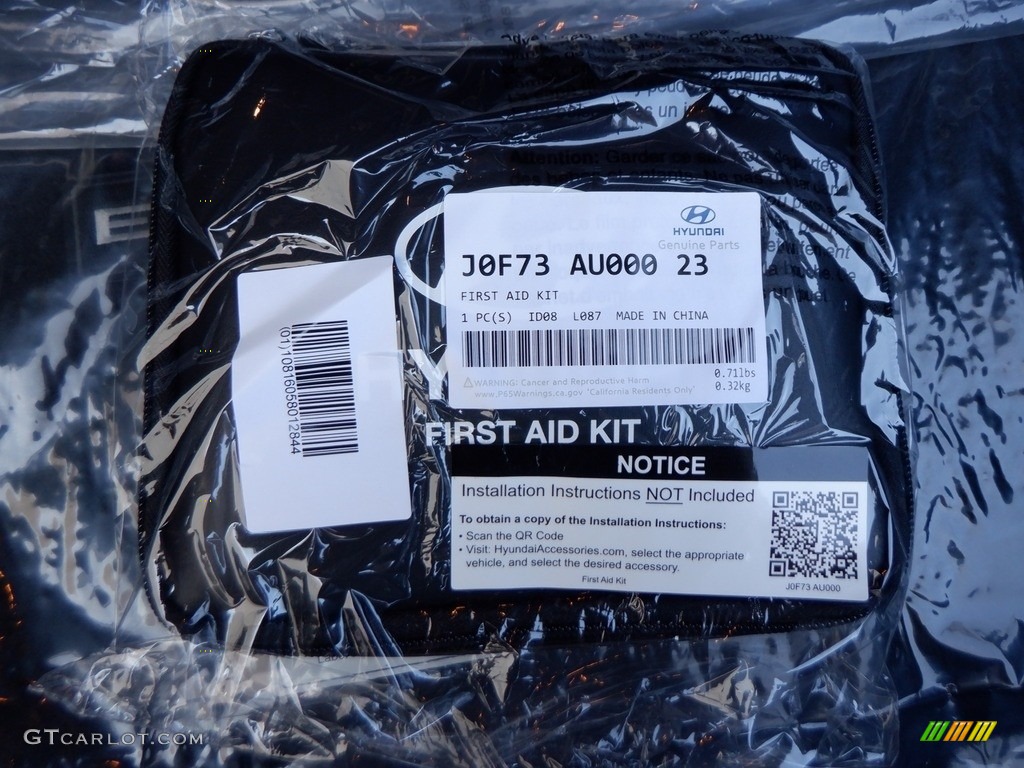 Attention: Garder ce
HYUNDAI
Genuine Parts
J0F73 AU000 23
FIRST AID KIT
1 PC(S) ID08 L087 MADE IN CHINA
0.71lbs
0.32kg
⚠WARNING: Cancer and Reproductive Harm
www.P65Warnings.ca.gov 'California Residents Only'
(01)10816058012844
FIRST AID KIT
NOTICE
Installation Instructions NOT Included
To obtain a copy of the Installation Instructions:
• Scan the QR Code
• Visit: HyundaiAccessories.com, select the appropriate
vehicle, and select the desired accessory.
First Aid Kit
J0F73 AU000
GTcarlot.com